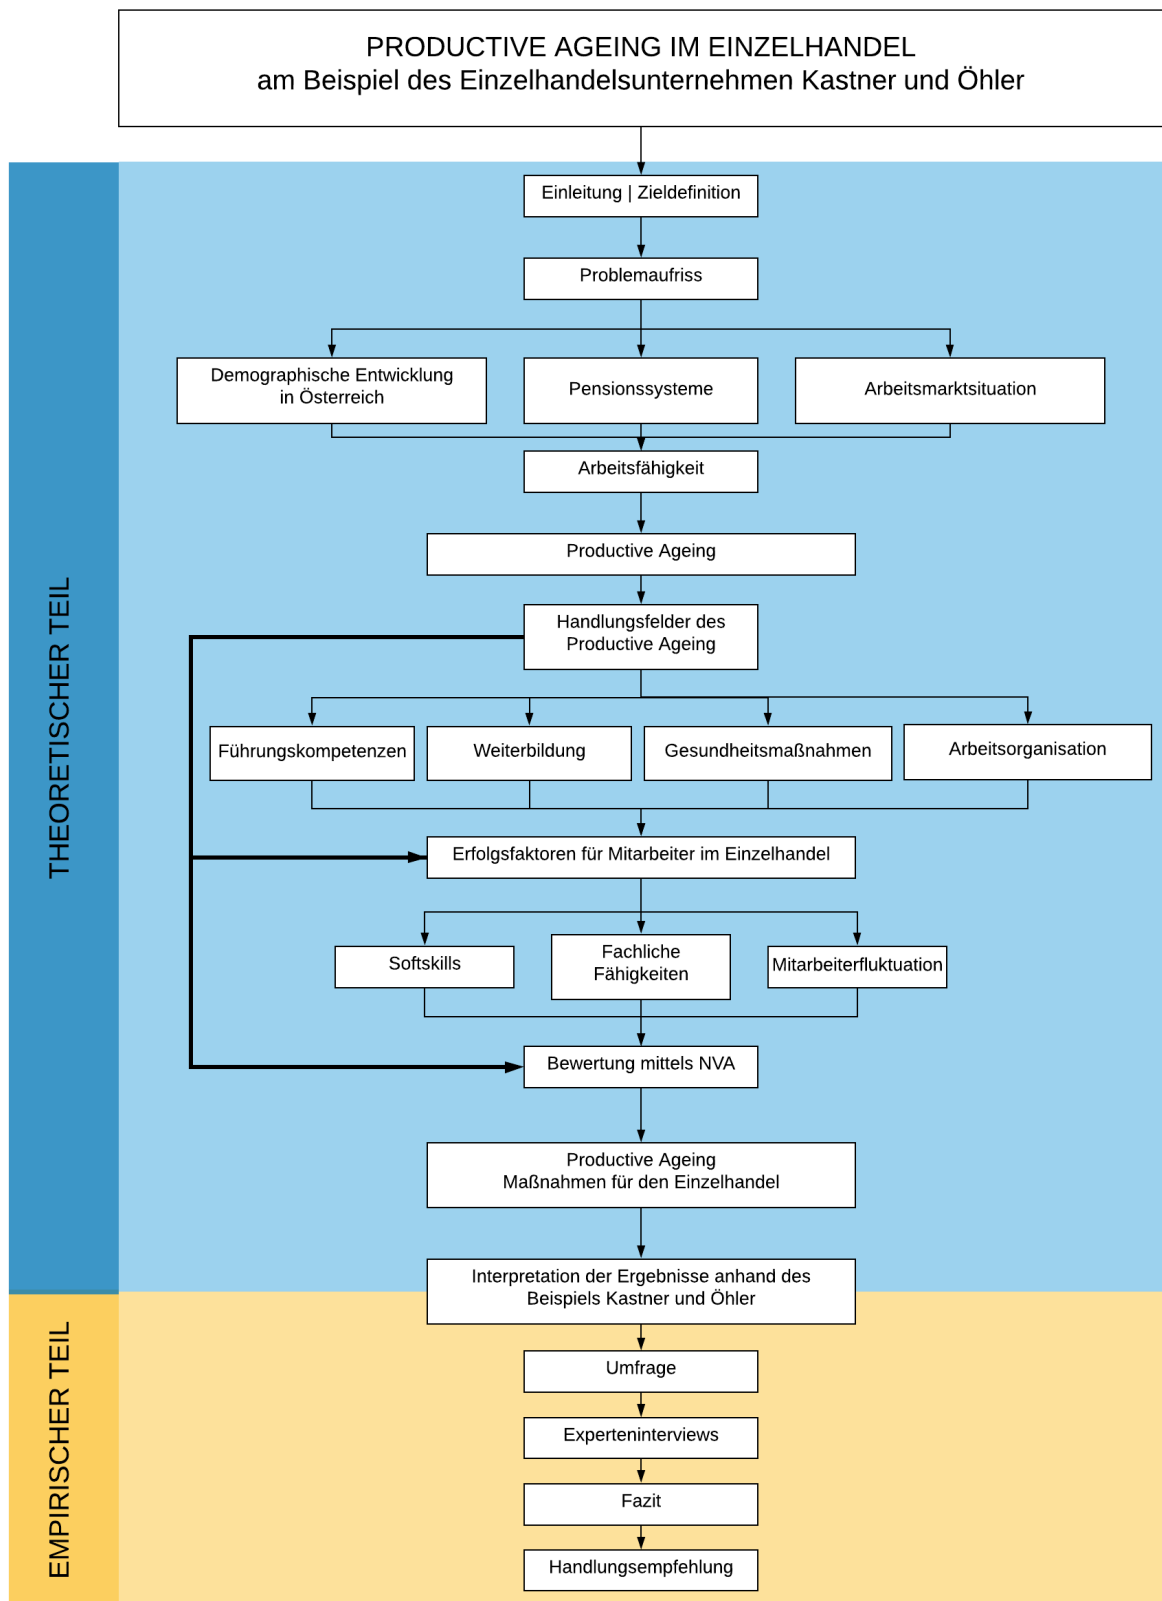 PRODUCTIVE AGEING IM EINZELHANDEL
am Beispiel des Einzelhandelsunternehmen Kastner und Öhler
THEORETISCHER TEIL
Einleitung | Zieldefinition
Problemaufriss
Demographische Entwicklung
in Österreich
Pensionssysteme
Arbeitsmarktsituation
Arbeitsfähigkeit
Productive Ageing
Handlungsfelder des
Productive Ageing
Führungskompetenzen
Weiterbildung
Gesundheitsmaßnahmen
Arbeitsorganisation
Erfolgsfaktoren für Mitarbeiter im Einzelhandel
Softskills
Fachliche
Fähigkeiten
Mitarbeiterfluktuation
Bewertung mittels NVA
Productive Ageing
Maßnahmen für den Einzelhandel
Interpretation der Ergebnisse anhand des
Beispiels Kastner und Öhler
EMPIRISCHER TEIL
Umfrage
Experteninterviews
Fazit
Handlungsempfehlung